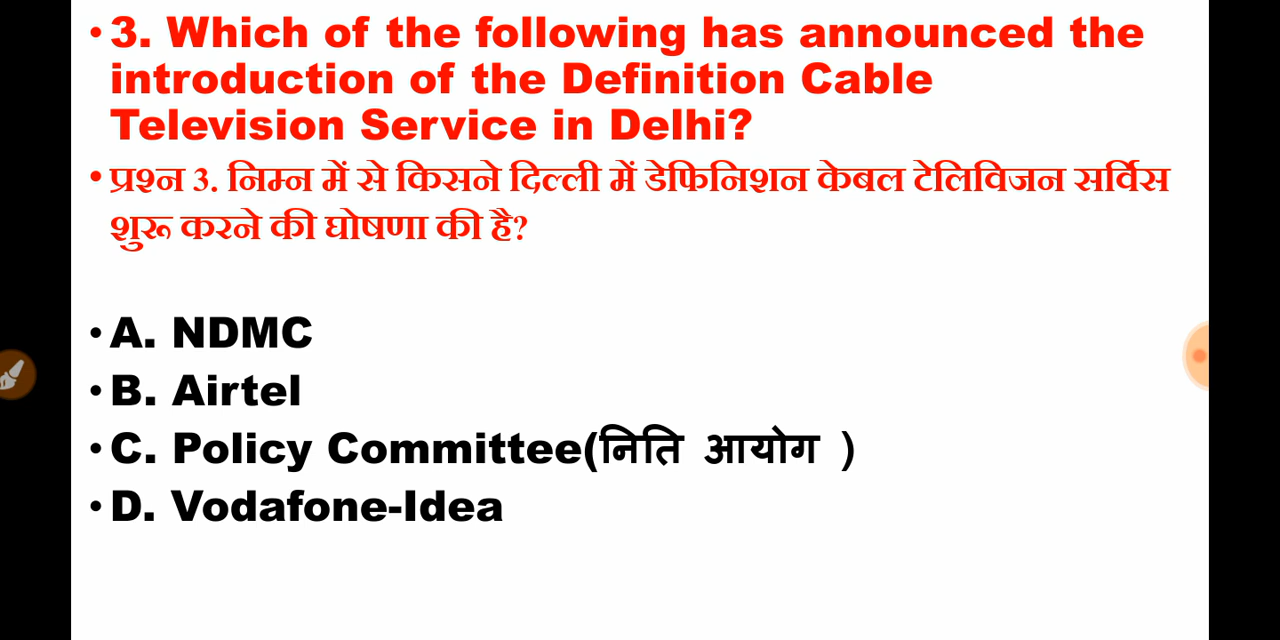 • 3. Which of the following has announced the
introduction of the Definition Cable
Television Service in Delhi?
• प्रश्न 3. निम्न में से किसने दिल्ली में डेफिनिशन केबल टेलिविजन सर्विस
शुरू करने की घोषणा की है?
• A. NDMC
• B. Airtel
• C. Policy Committee(निति आयोग )
• D. Vodafone-Idea